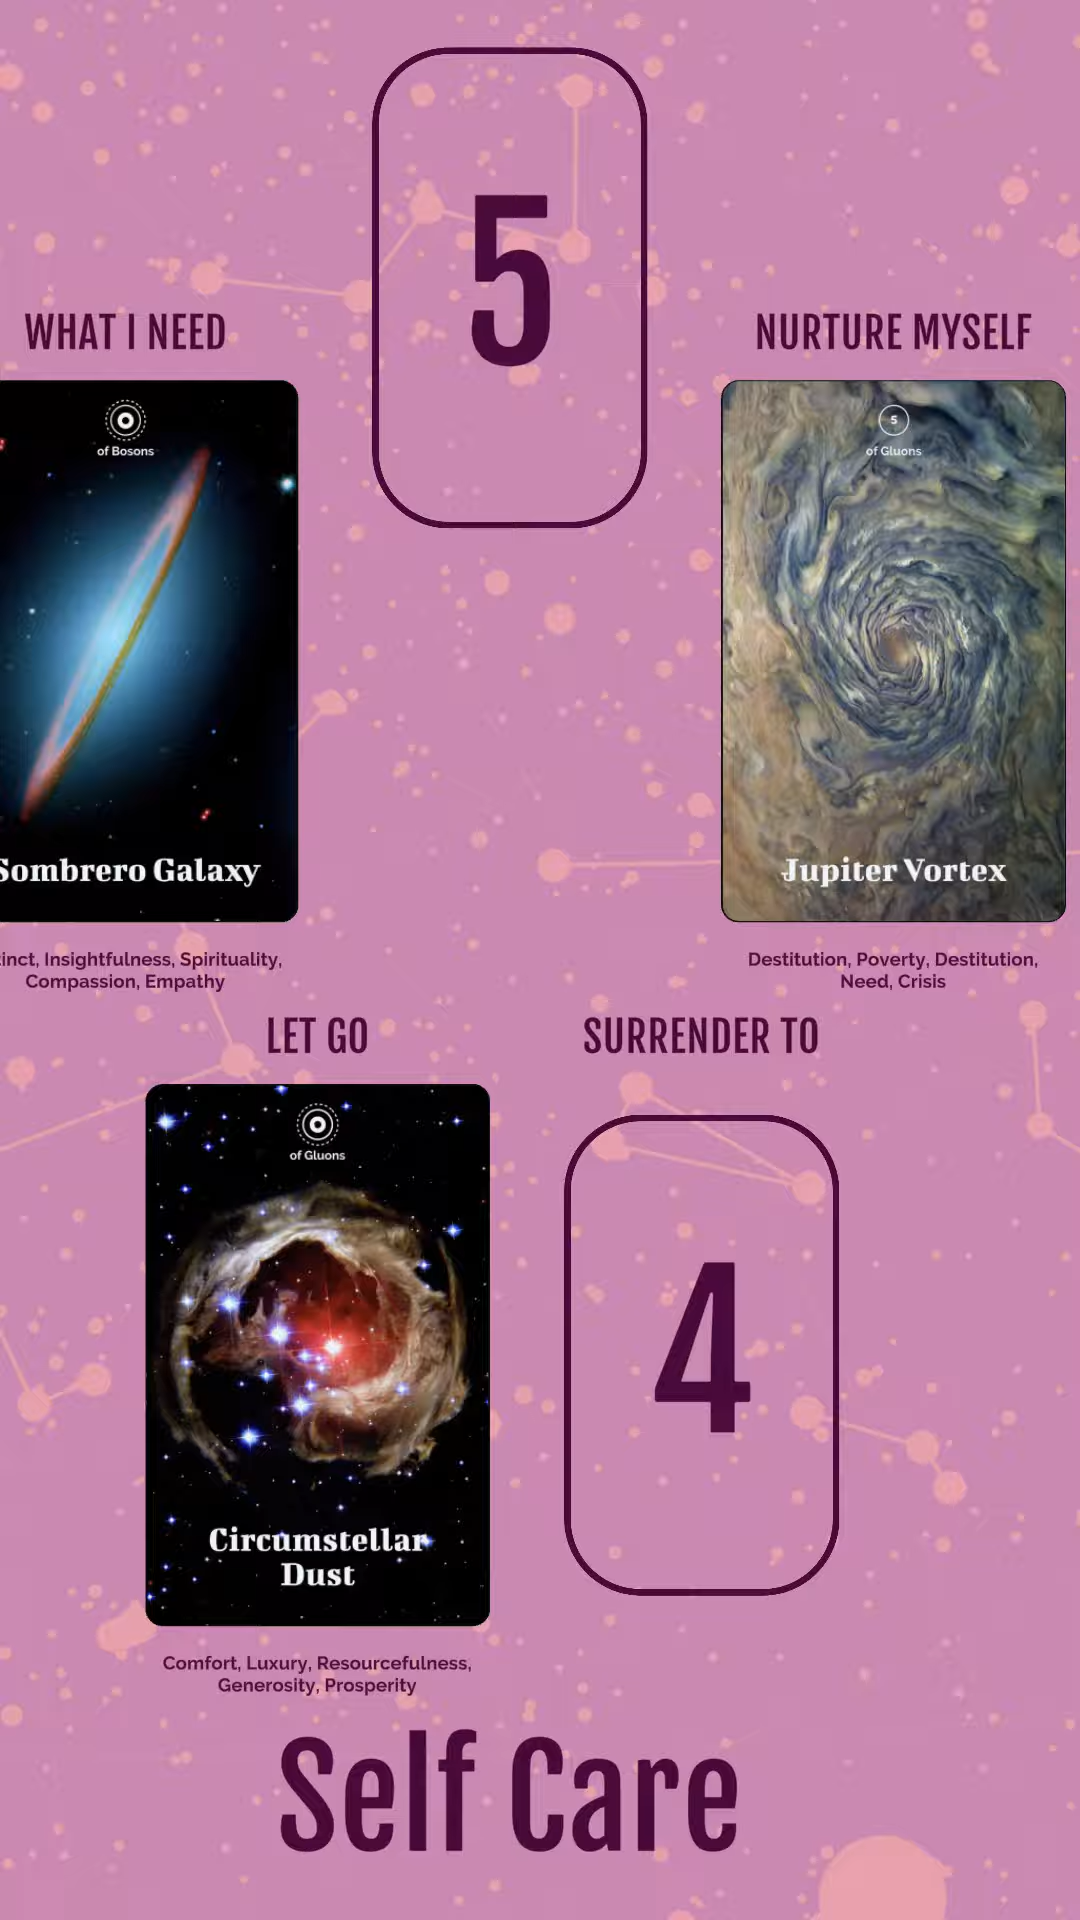 5
WHAT I NEED
NURTURE MYSELF
of Bosons
Sombrero Galaxy
Insightfulness, Spirituality,
Compassion, Empathy
5
of Gluons
Jupiter Vortex
Destitution, Poverty, Destitution,
Need, Crisis
LET GO
SURRENDER TO
of Gluons
Circumstellar
Dust
Comfort, Luxury, Resourcefulness,
Generosity, Prosperity
4
Self Care